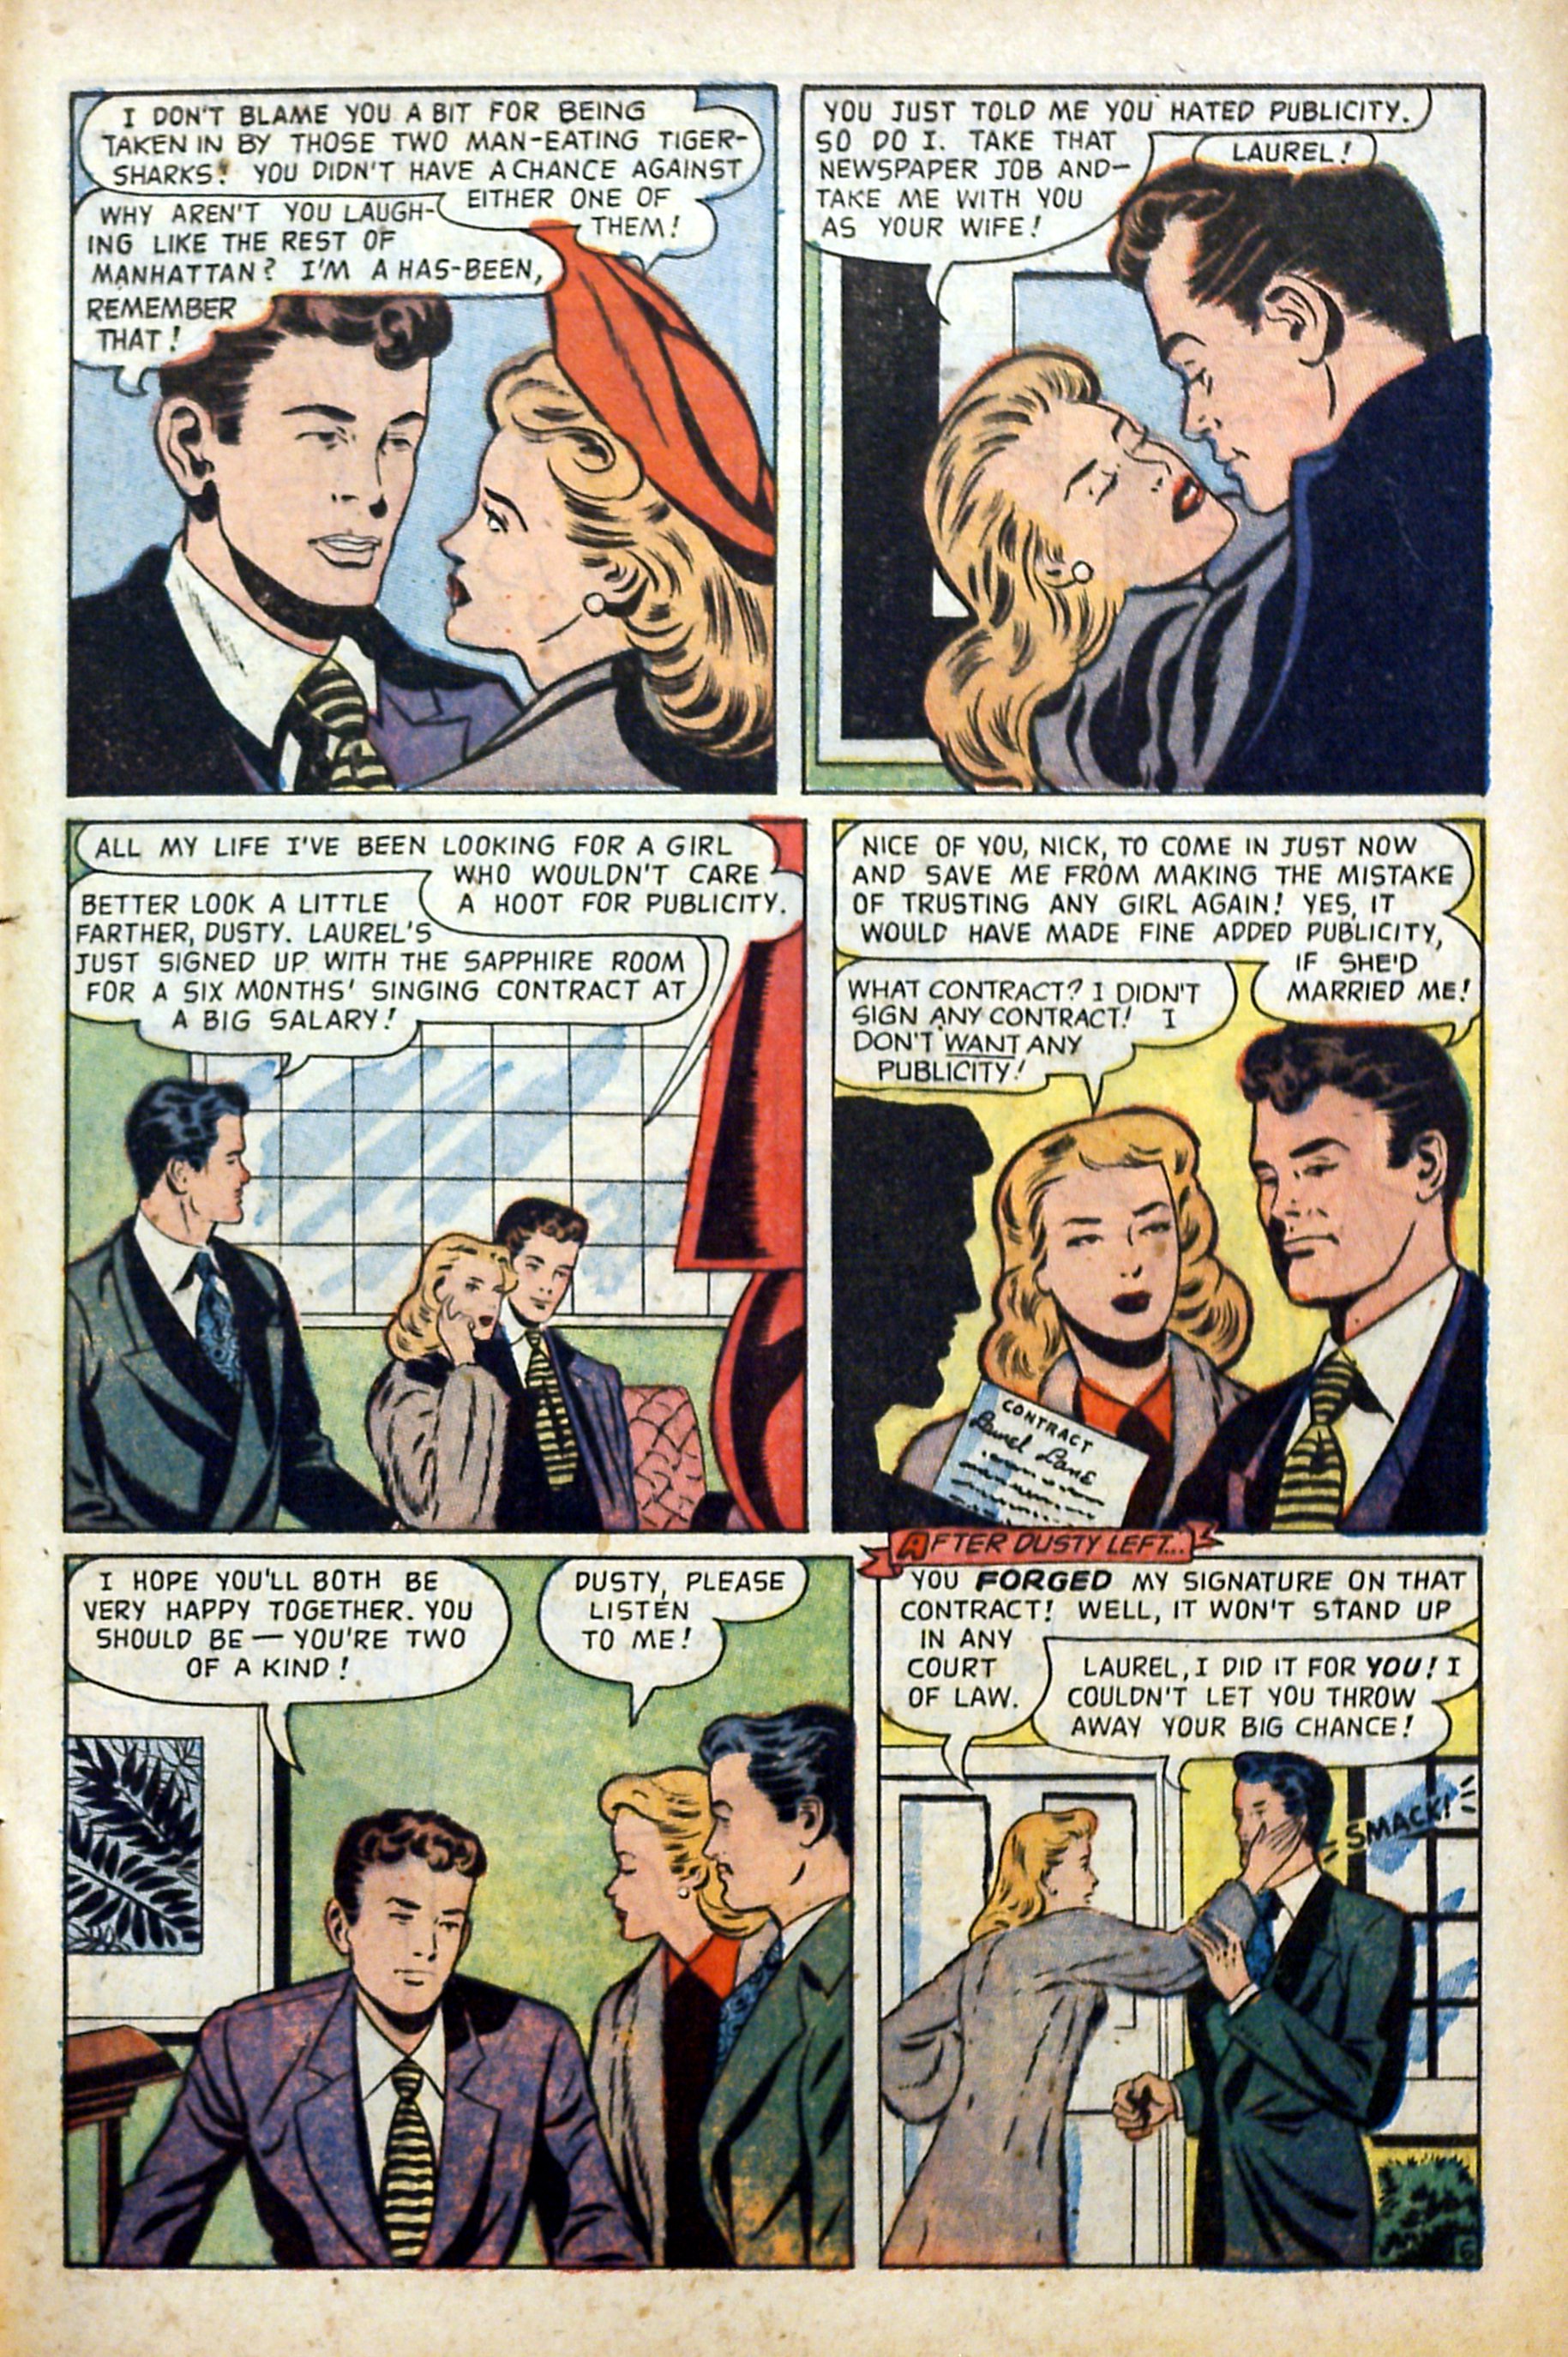 I DON'T BLAME YOU A BIT FOR BEING
TAKEN IN BY THOSE TWO MAN-EATING TIGER-
SHARKS! YOU DIDN'T HAVE A CHANCE AGAINST
EITHER ONE OF
THEM!
WHY AREN'T YOU LAUGH-
ING LIKE THE REST OF
MANHATTAN? I'M A HAS-BEEN,
REMEMBER
THAT!
YOU JUST TOLD ME YOU HATED PUBLICITY.
SO DO I. TAKE THAT
NEWSPAPER JOB AND-
TAKE ME WITH YOU
AS YOUR WIFE!
LAUREL!
ALL MY LIFE I'VE BEEN LOOKING FOR A GIRL
WHO WOULDN'T CARE
A HOOT FOR PUBLICITY.
BETTER LOOK A LITTLE
FARTHER, DUSTY. LAUREL'S
JUST SIGNED UP WITH THE SAPPHIRE ROOM
FOR A SIX MONTHS' SINGING CONTRACT AT
A BIG SALARY!
NICE OF YOU, NICK, TO COME IN JUST NOW
AND SAVE ME FROM MAKING THE MISTAKE
OF TRUSTING ANY GIRL AGAIN! YES, IT
WOULD HAVE MADE FINE ADDED PUBLICITY,
IF SHE'D
MARRIED ME!
WHAT CONTRACT? I DIDN'T
SIGN ANY CONTRACT! I
DON'T WANT ANY
PUBLICITY!
CONTRACT
Laurel Lane
I HOPE YOU'LL BOTH BE
VERY HAPPY TOGETHER. YOU
SHOULD BE — YOU'RE TWO
OF A KIND!
DUSTY, PLEASE
LISTEN
TO ME!
AFTER DUSTY LEFT...
YOU FORGED MY SIGNATURE ON THAT
CONTRACT! WELL, IT WON'T STAND UP
IN ANY
COURT
OF LAW.
LAUREL, I DID IT FOR YOU! I
COULDN'T LET YOU THROW
AWAY YOUR BIG CHANCE!
SMACK!
6